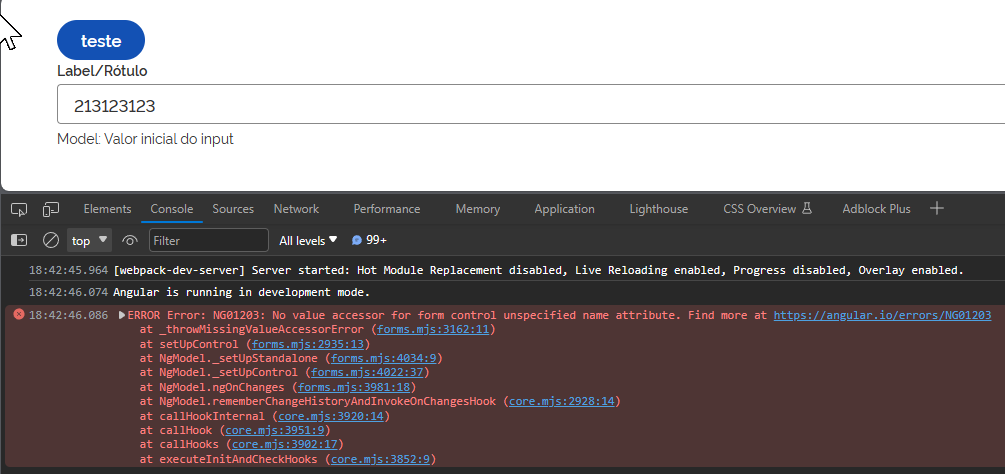 teste
Label/Rótulo
213123123
Model: Valor inicial do input
Elements Console Sources Network Performance Memory Application Lighthouse CSS Overview Adblock Plus
top Filter All levels 99+
18:42:45.964 [webpack-dev-server] Server started: Hot Module Replacement disabled, Live Reloading enabled, Progress disabled, Overlay enabled.
18:42:46.074 Angular is running in development mode.
18:42:46.086 ERROR Error: NG01203: No value accessor for form control unspecified name attribute. Find more at https://angular.io/errors/NG01203
at _throwMissingValueAccessorError (forms.mjs:3162:11)
at setUpControl (forms.mjs:2935:13)
at NgModel._setUpStandalone (forms.mjs:4034:9)
at NgModel._setUpControl (forms.mjs:4022:37)
at NgModel.ngOnChanges (forms.mjs:3981:18)
at NgModel.rememberChangeHistoryAndInvokeOnChangesHook (core.mjs:2928:14)
at callHookInternal (core.mjs:3920:14)
at callHook (core.mjs:3951:9)
at callHooks (core.mjs:3902:17)
at executeInitAndCheckHooks (core.mjs:3852:9)